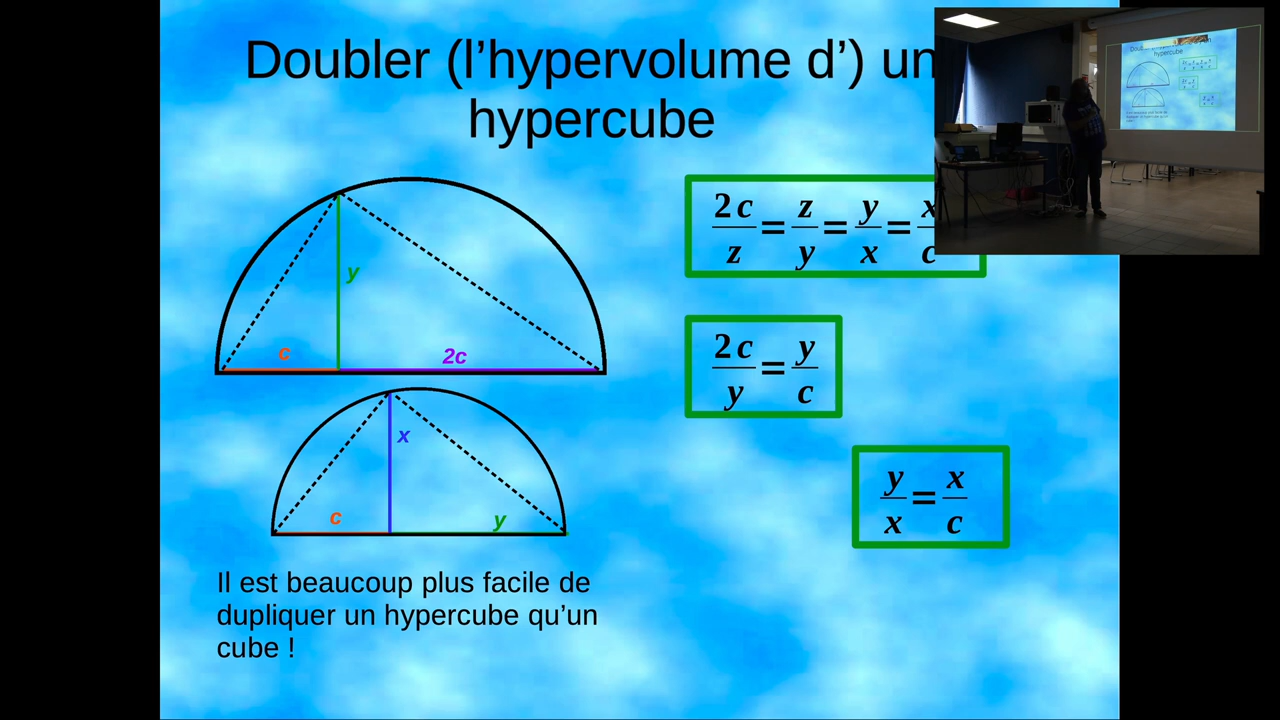 Doubler (l’hypervolume d’) un
hypercube
2c/z = z/y = y/x = x/c
2c/y = y/c
y/x = x/c
y
c
2c
x
c
y
Il est beaucoup plus facile de
dupliquer un hypercube qu’un
cube !